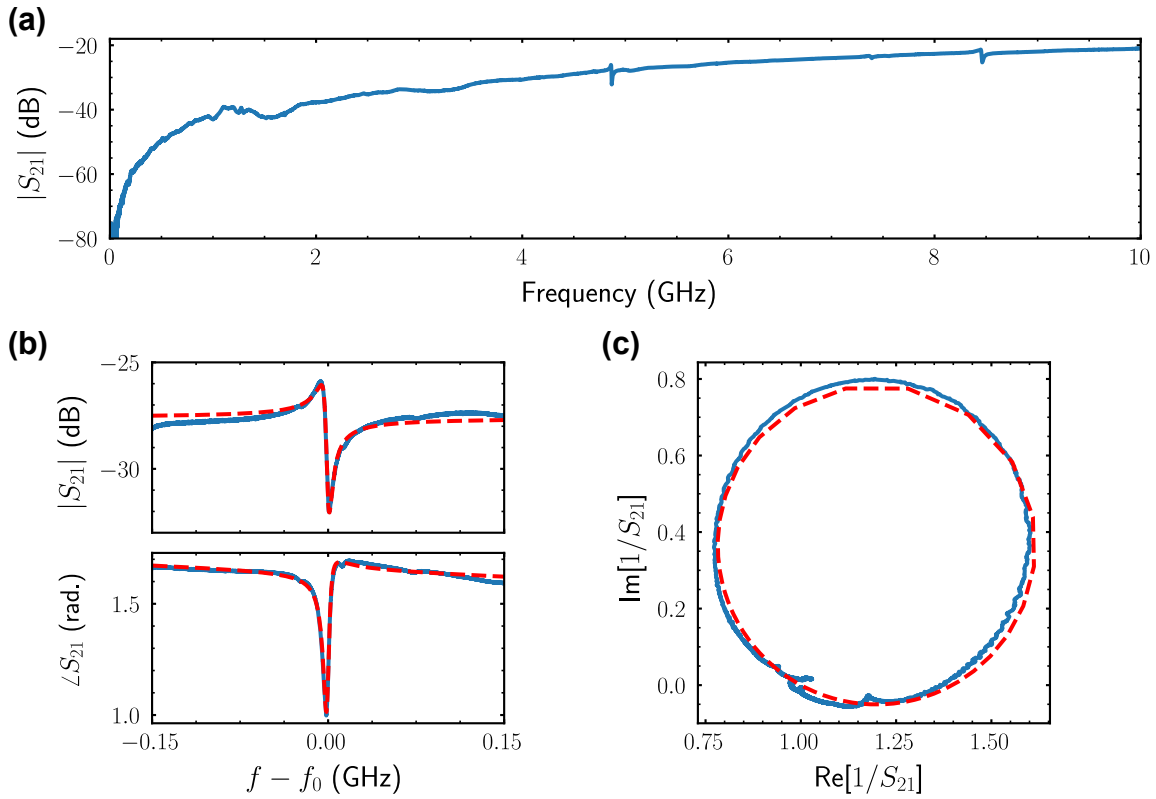 (a)
−20
−40
−60
−80
|S₂₁| (dB)
0 2 4 6 8 10
Frequency (GHz)
(b)
−25
−30
|S₂₁| (dB)
1.5
1.0
∠S₂₁ (rad.)
−0.15 0.00 0.15
f − f₀ (GHz)
(c)
0.8
0.6
0.4
0.2
0.0
Im[1/S₂₁]
0.75 1.00 1.25 1.50
Re[1/S₂₁]